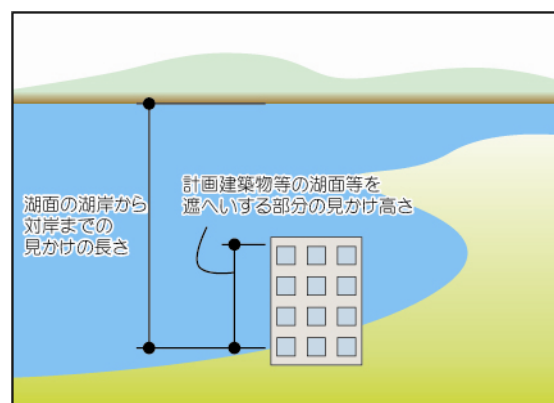 湖面の湖岸から
対岸までの
見かけの長さ
計画建築物等の湖面等を
遮へいする部分の見かけ高さ